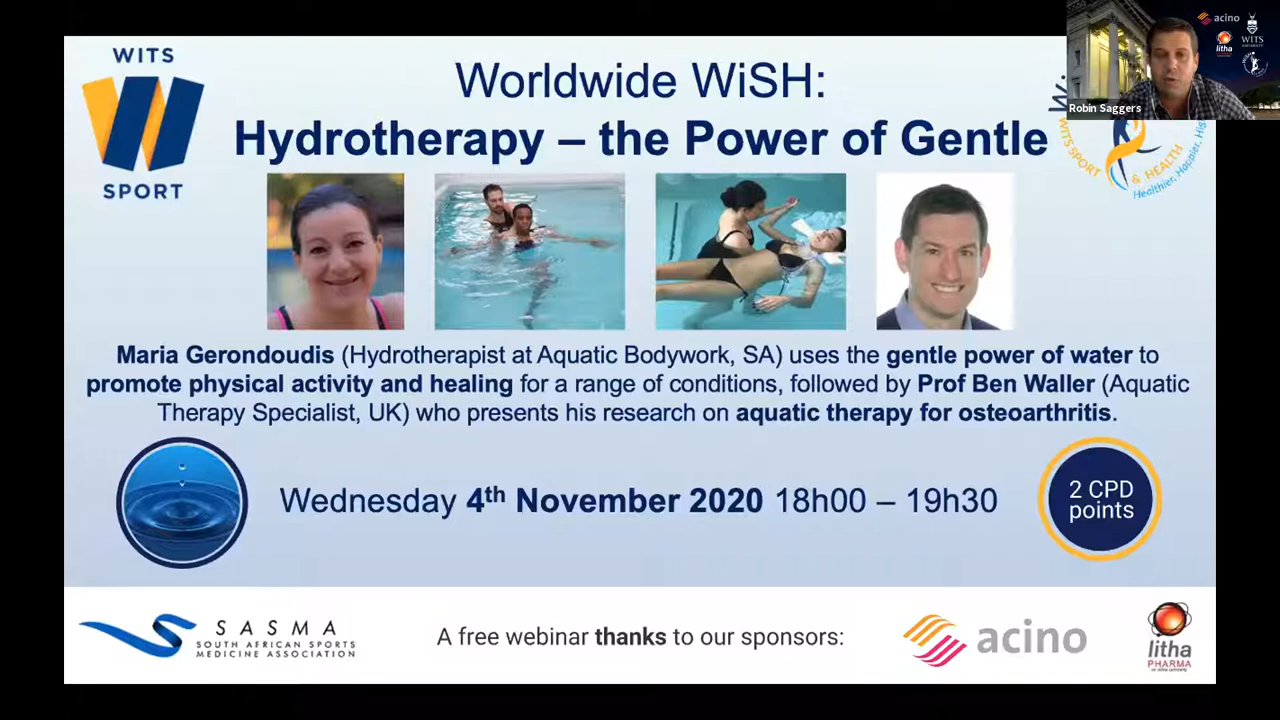 WITS
SPORT
Worldwide WiSH:
Hydrotherapy – the Power of Gentle
acino
litha
WITS
Robin Saggers
WITS SPORT & HEALTH
Healthier. Happier. His
Maria Gerondoudis (Hydrotherapist at Aquatic Bodywork, SA) uses the gentle power of water to
promote physical activity and healing for a range of conditions, followed by Prof Ben Waller (Aquatic
Therapy Specialist, UK) who presents his research on aquatic therapy for osteoarthritis.
Wednesday 4th November 2020 18h00 – 19h30
2 CPD
points
SASMA
SOUTH AFRICAN SPORTS
MEDICINE ASSOCIATION
A free webinar thanks to our sponsors:
acino
litha
PHARMA